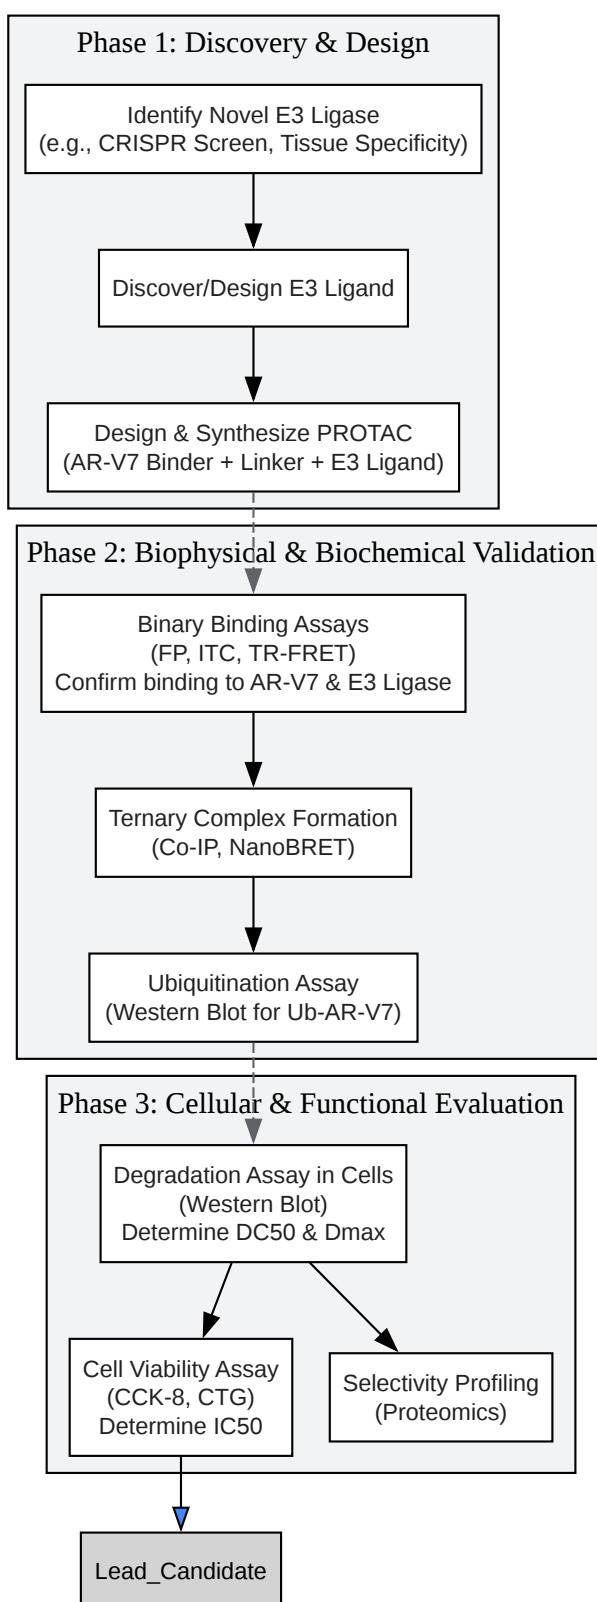 Phase 1: Discovery & Design
Identify Novel E3 Ligase
(e.g., CRISPR Screen, Tissue Specificity)
Discover/Design E3 Ligand
Design & Synthesize PROTAC
(AR-V7 Binder + Linker + E3 Ligand)
Phase 2: Biophysical & Biochemical Validation
Binary Binding Assays
(FP, ITC, TR-FRET)
Confirm binding to AR-V7 & E3 Ligase
Ternary Complex Formation
(Co-IP, NanoBRET)
Ubiquitination Assay
(Western Blot for Ub-AR-V7)
Phase 3: Cellular & Functional Evaluation
Degradation Assay in Cells
(Western Blot)
Determine DC50 & Dmax
Cell Viability Assay
(CCK-8, CTG)
Determine IC50
Selectivity Profiling
(Proteomics)
Lead_Candidate